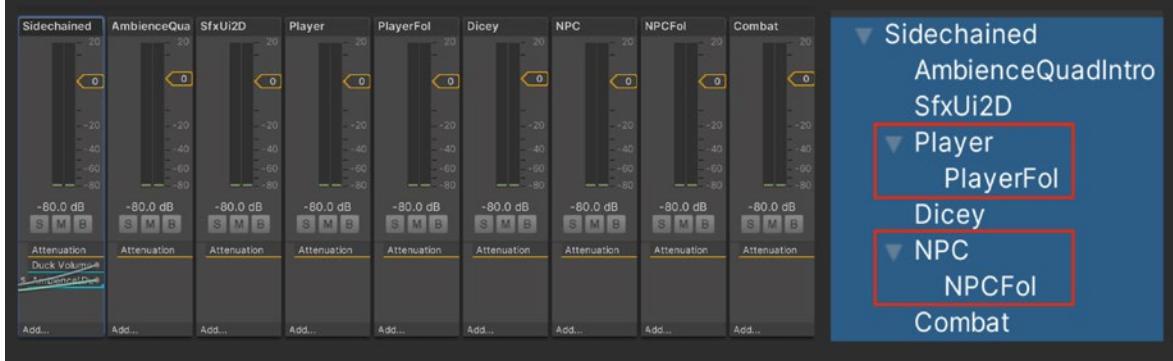 Sidechained AmbienceQua SfxUi2D Player PlayerFol Dicey NPC NPCFol Combat
20 20 20 20 20 20 20 20 20
0 0 0 0 0 0 0 0 0
-20 -20 -20 -20 -20 -20 -20 -20 -20
-40 -40 -40 -40 -40 -40 -40 -40 -40
-60 -60 -60 -60 -60 -60 -60 -60 -60
-80 -80 -80 -80 -80 -80 -80 -80 -80
-80.0 dB -80.0 dB -80.0 dB -80.0 dB -80.0 dB -80.0 dB -80.0 dB -80.0 dB -80.0 dB
S M B S M B S M B S M B S M B S M B S M B S M B S M B
Attenuation Attenuation Attenuation Attenuation Attenuation Attenuation Attenuation Attenuation Attenuation
Duck Volume
Add... Add... Add... Add... Add... Add... Add... Add... Add...
Sidechained
AmbienceQuadIntro
SfxUi2D
Player
PlayerFol
Dicey
NPC
NPCFol
Combat